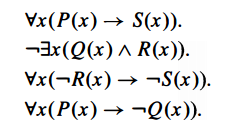 ∀x(P(x) → S(x)).
¬∃x(Q(x) ∧ R(x)).
∀x(¬R(x) → ¬S(x)).
∀x(P(x) → ¬Q(x)).